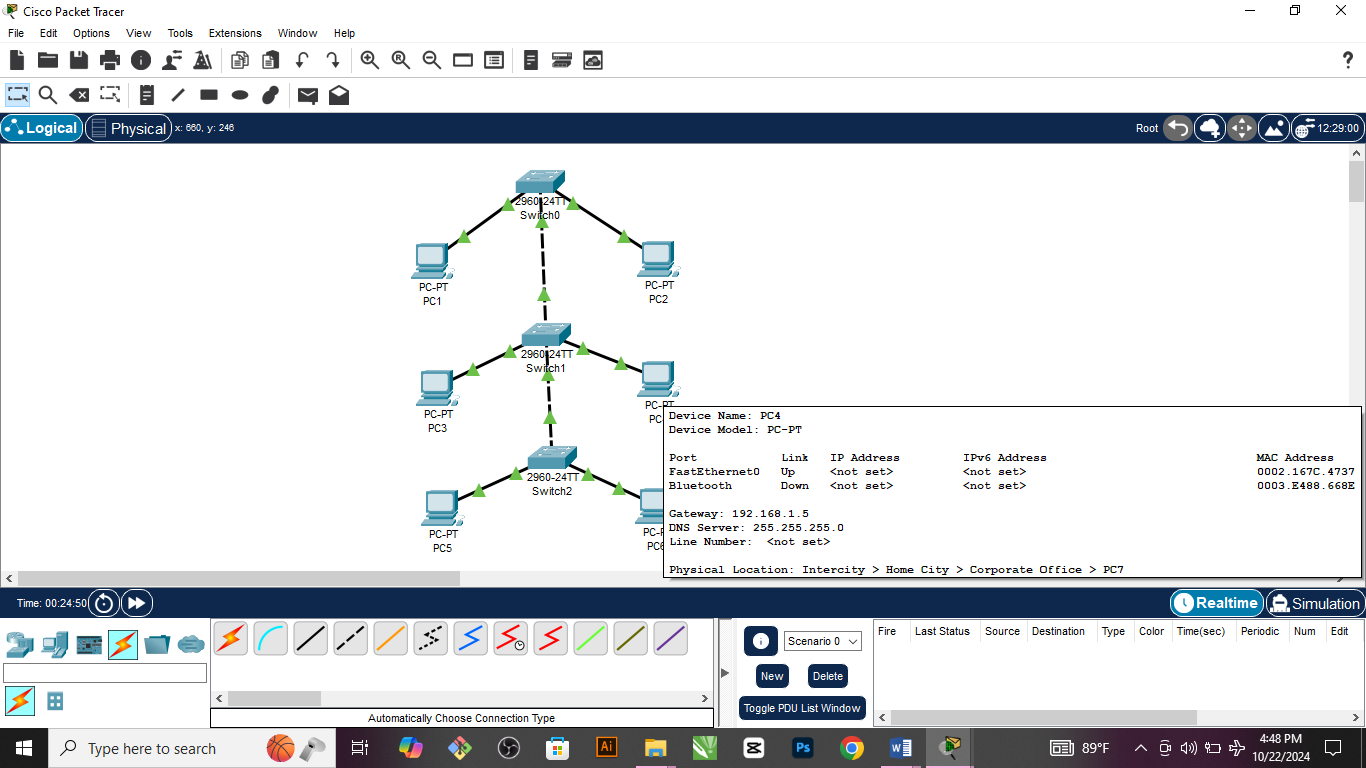 Cisco Packet Tracer
File Edit Options View Tools Extensions Window Help
?
Logical Physical x: 660, y: 246 Root 12:29:00
2960-24TT
Switch0
PC-PT
PC1
PC-PT
PC2
2960-24TT
Switch1
PC-PT
PC3
PC-PT
2960-24TT
Switch2
PC-PT
PC5
Device Name: PC4
Device Model: PC-PT
Port Link IP Address IPv6 Address MAC Address
FastEthernet0 Up <not set> <not set> 0002.167C.4737
Bluetooth Down <not set> <not set> 0003.E488.668E
Gateway: 192.168.1.5
DNS Server: 255.255.255.0
Line Number: <not set>
Physical Location: Intercity > Home City > Corporate Office > PC7
Time: 00:24:50 Realtime Simulation
Scenario 0
New Delete
Toggle PDU List Window
Fire Last Status Source Destination Type Color Time(sec) Periodic Num Edit
Automatically Choose Connection Type
Type here to search
89°F
4:48 PM
10/22/2024